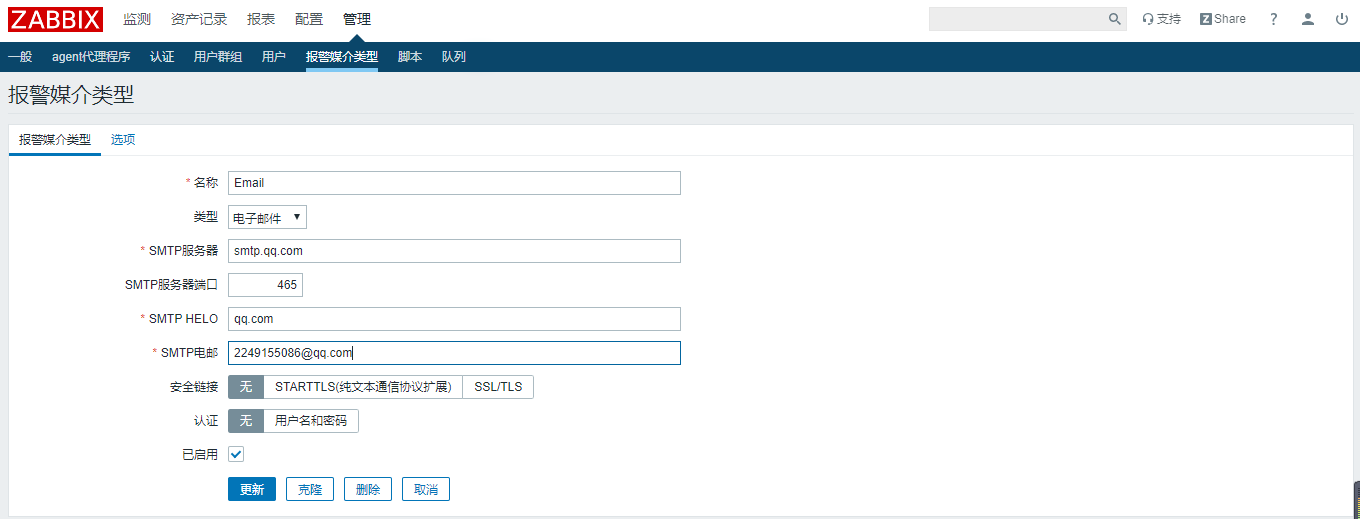 ZABBIX 监测 资产记录 报表 配置 管理 支持 Z Share ?
一般 agent代理程序 认证 用户群组 用户 报警媒介类型 脚本 队列
报警媒介类型
报警媒介类型 选项
* 名称 Email
类型 电子邮件
* SMTP服务器 smtp.qq.com
SMTP服务器端口 465
* SMTP HELO qq.com
* SMTP电邮 2249155086@qq.com
安全链接 无 STARTTLS(纯文本通信协议扩展) SSL/TLS
认证 无 用户名和密码
已启用
更新 克隆 删除 取消